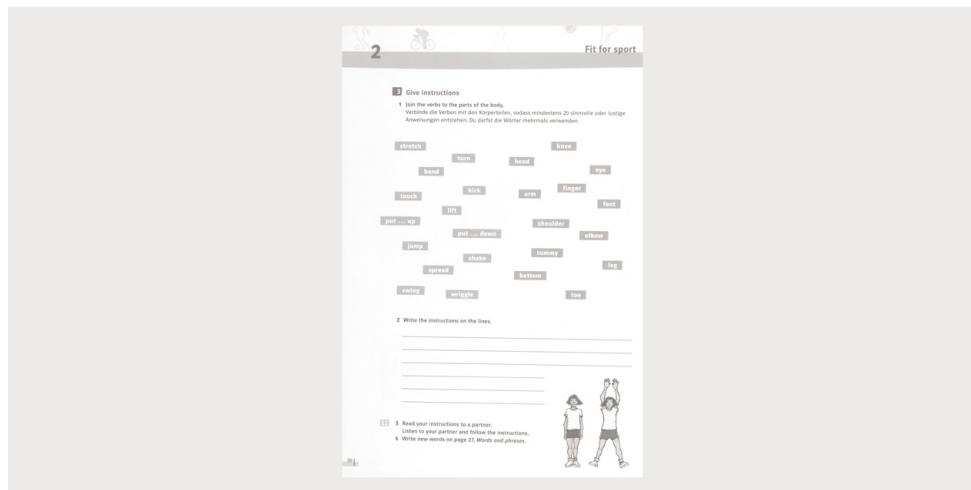 2
Fit for sport
3 Give instructions
1 Join the verbs to the parts of the body.
Verbinde die Verben mit den Körperteilen, sodass mindestens 20 sinnvolle oder lustige
Anweisungen entstehen. Du darfst die Wörter mehrmals verwenden.
stretch
knee
turn
head
bend
eye
kick
finger
touch
arm
foot
lift
put ... up
shoulder
put ... down
elbow
jump
tummy
shake
leg
spread
bottom
swing
wriggle
toe
2 Write the instructions on the lines.
3 Read your instructions to a partner.
Listen to your partner and follow the instructions.
4 Write new words on page 27, Words and phrases.